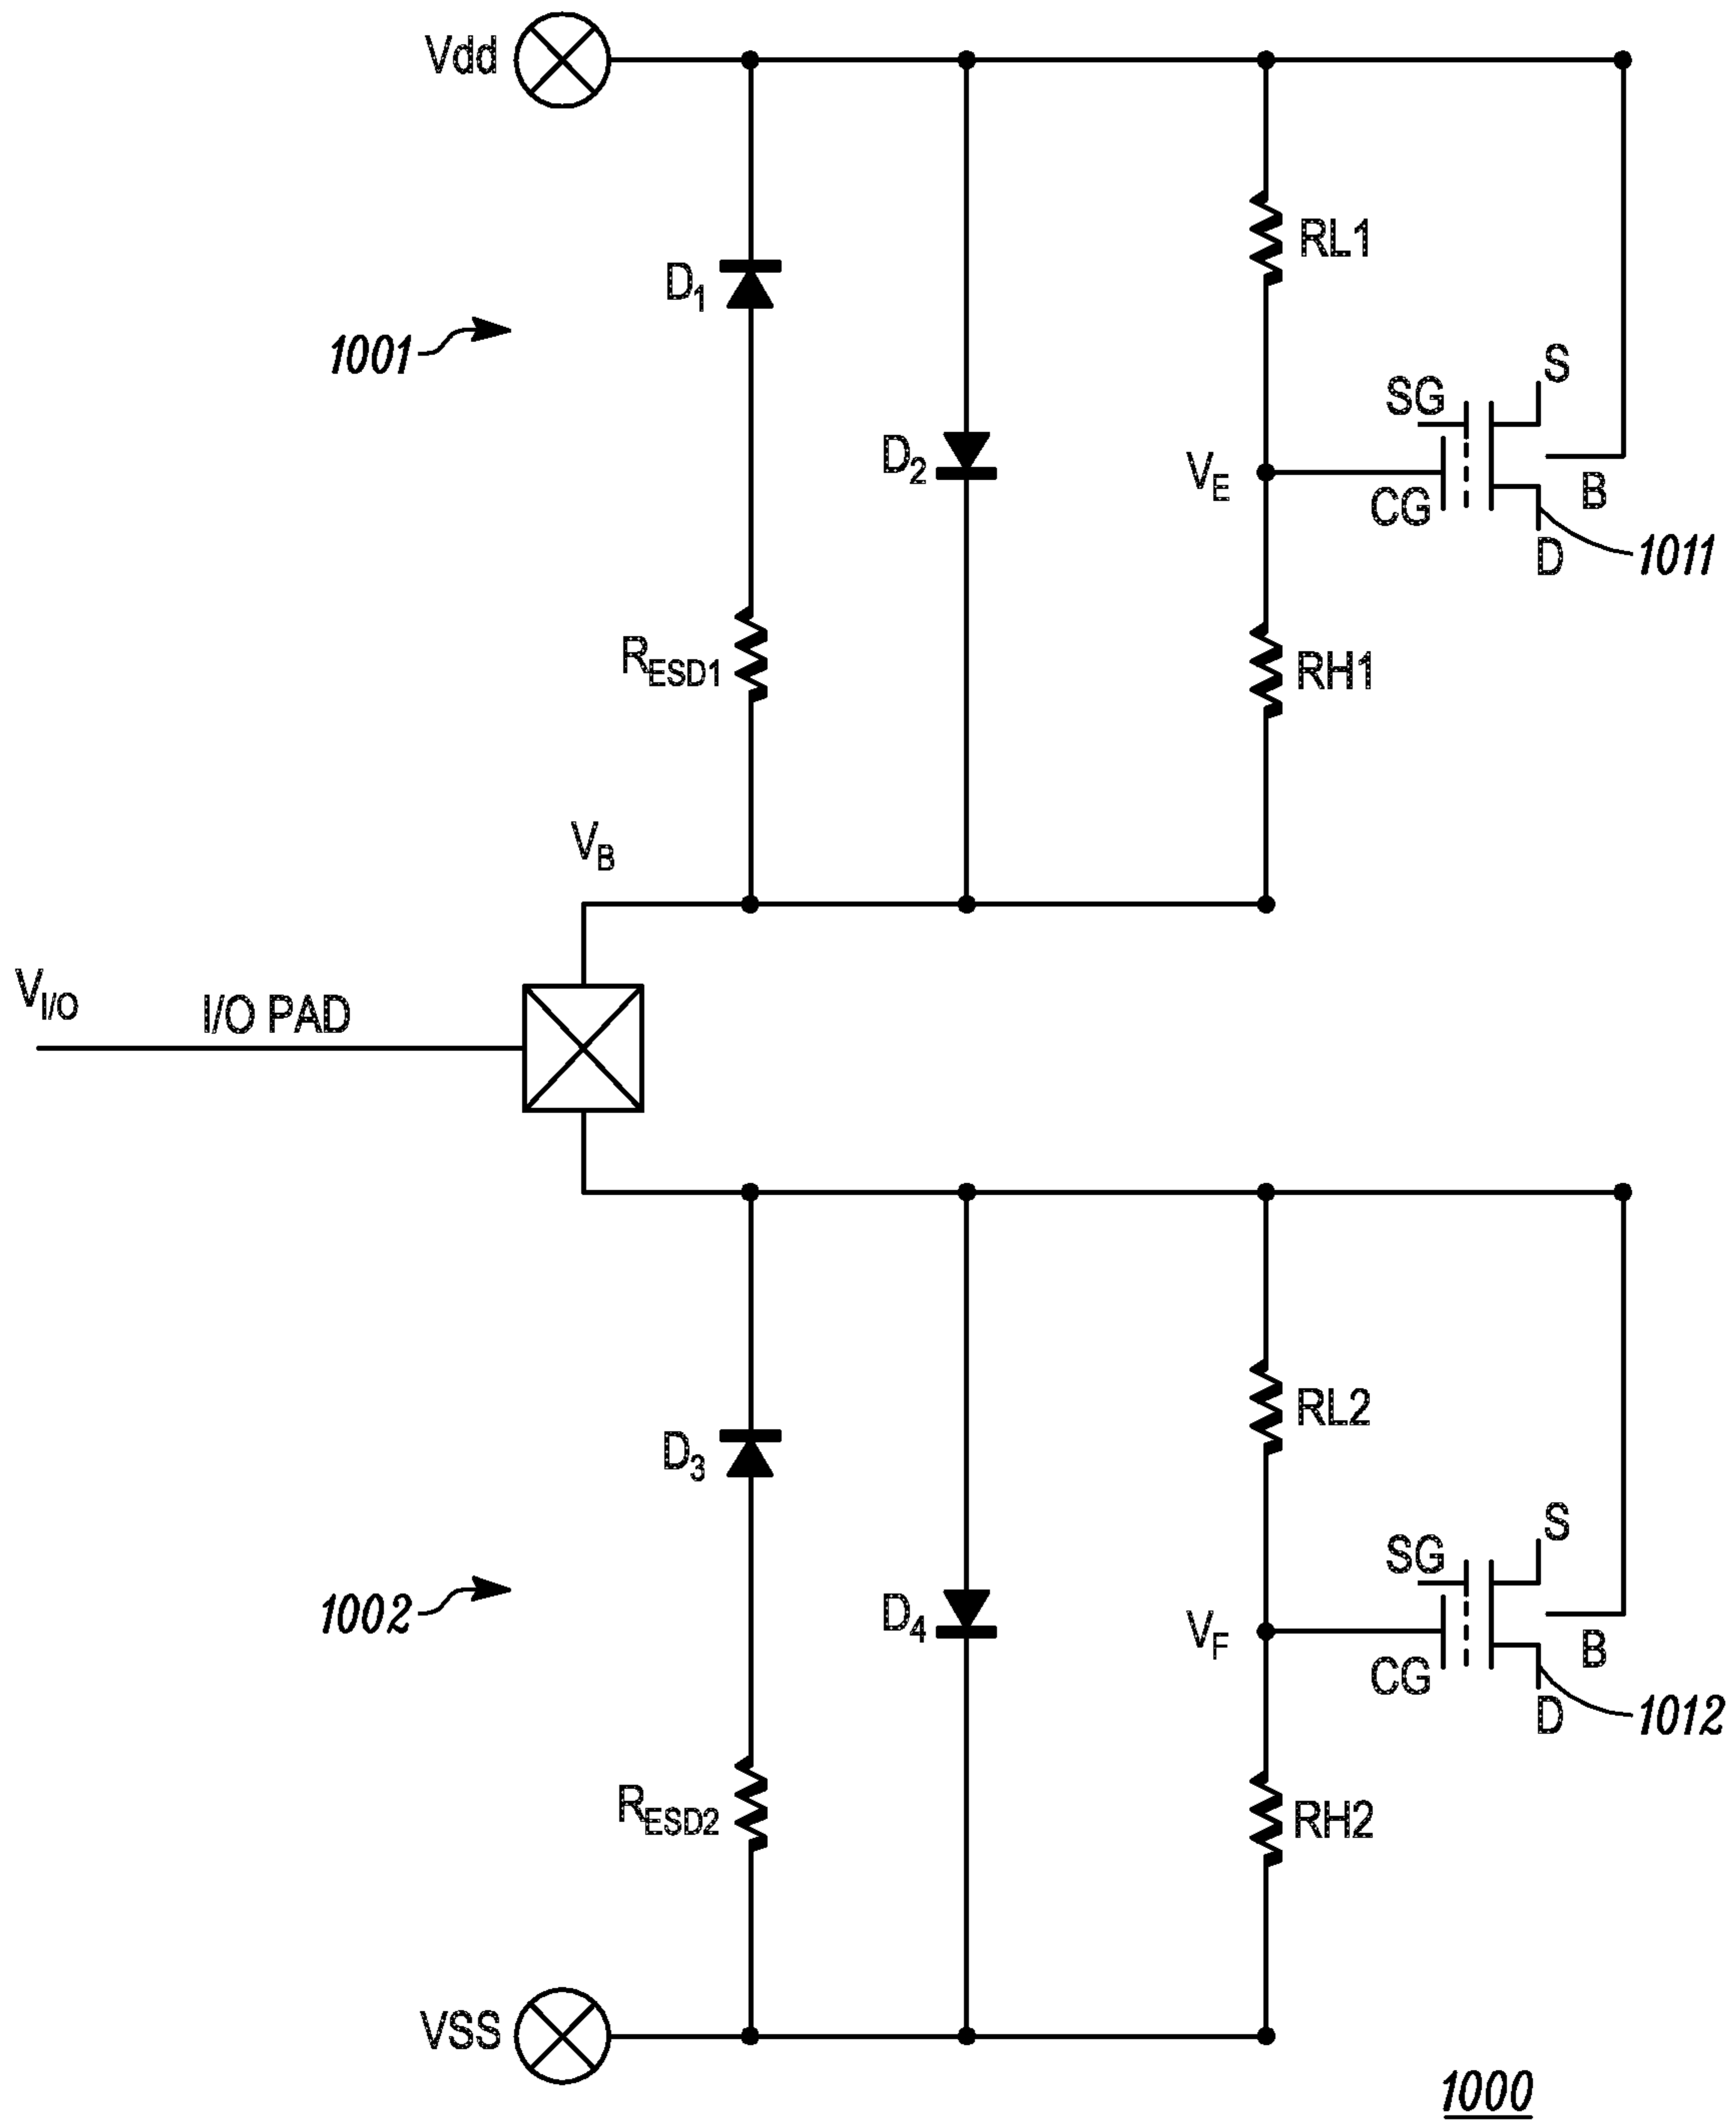 Vdd
RL1
D1
1001
S
SG
D2
VE
B
CG
1011
D
RESD1
RH1
VB
VI/O
I/O PAD
RL2
D3
S
SG
1002
D4
VF
B
CG
1012
D
RESD2
RH2
VSS
1000